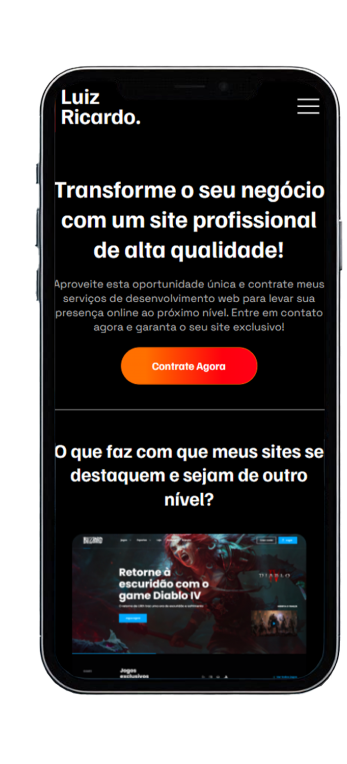 Luiz
Ricardo.
Transforme o seu negócio
com um site profissional
de alta qualidade!
Aproveite esta oportunidade única e contrate meus
serviços de desenvolvimento web para levar sua
presença online ao próximo nível. Entre em contato
agora e garanta o seu site exclusivo!
Contrate Agora
O que faz com que meus sites se
destaquem e sejam de outro
nível?
BLIZZARD
Retorne à
escuridão com o
game Diablo IV
DIABLO
Jogos
exclusivos